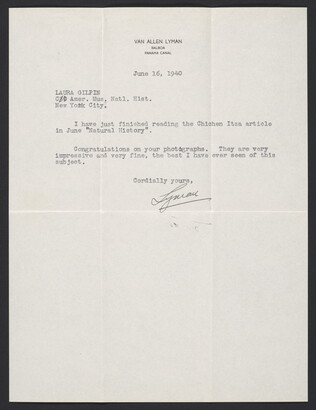 VAN ALLEN LYMAN
BALBOA
PANAMA CANAL
June 16, 1940
LAURA GILPIN
C/O Amer. Mus. Natl. Hist.
New York City.
I have just finished reading the Chichen Itza article
in June "Natural History".
Congratulations on your photographs. They are very
impressive and very fine, the best I have ever seen of this
subject.
Cordially yours,
Lyman